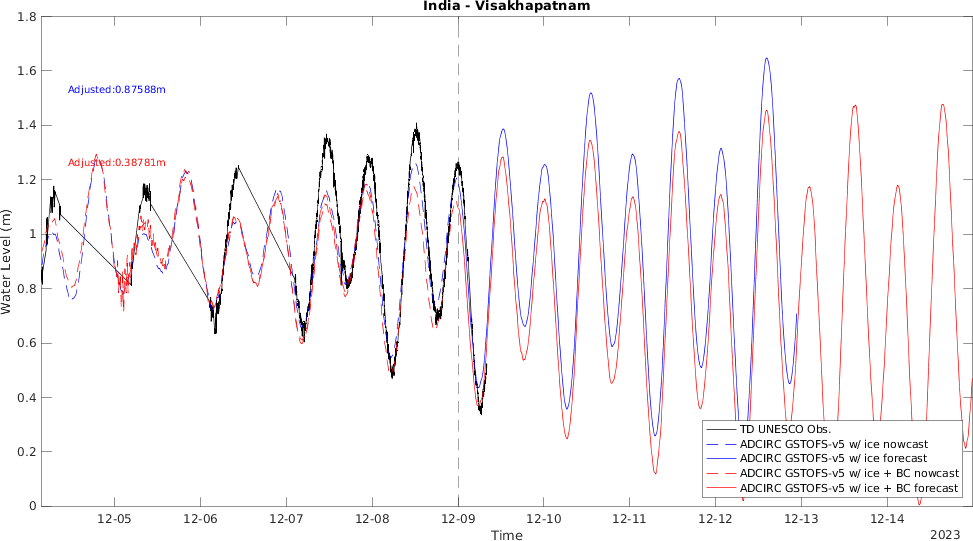 India - Visakhapatnam
1.8
1.6
1.4
1.2
1
0.8
0.6
0.4
0.2
0
Water Level (m)
Adjusted:0.87588m
Adjusted:0.38781m
TD UNESCO Obs.
ADCIRC GSTOFS-v5 w/ ice nowcast
ADCIRC GSTOFS-v5 w/ ice forecast
ADCIRC GSTOFS-v5 w/ ice + BC nowcast
ADCIRC GSTOFS-v5 w/ ice + BC forecast
12-05 12-06 12-07 12-08 12-09 12-10 12-11 12-12 12-13 12-14
Time
2023